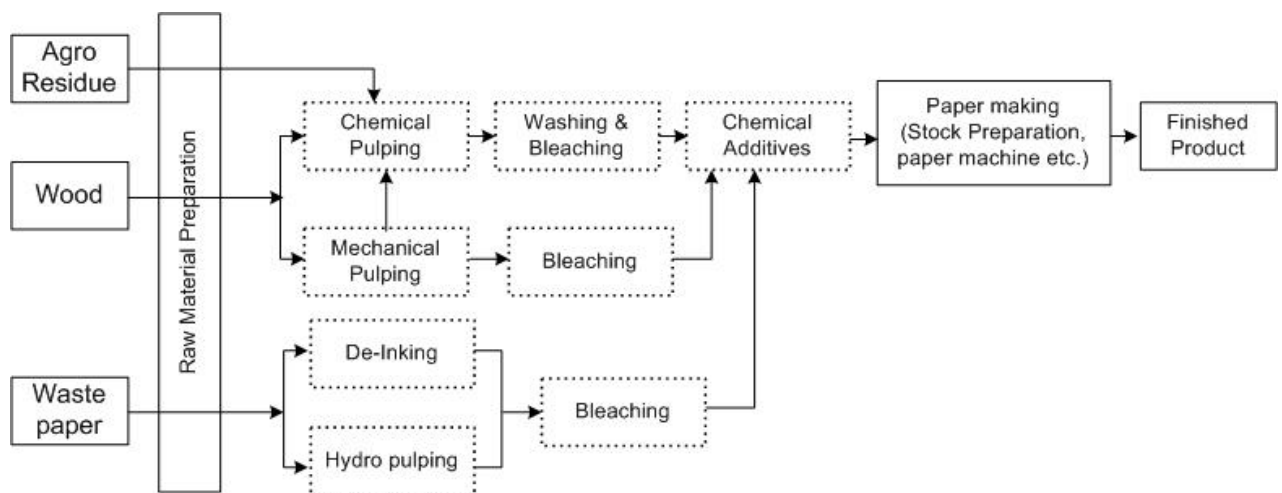 Agro
Residue
Wood
Waste
paper
Raw Material Preparation
Chemical
Pulping
Washing &
Bleaching
Chemical
Additives
Paper making
(Stock Preparation,
paper machine etc.)
Finished
Product
Mechanical
Pulping
Bleaching
De-Inking
Hydro pulping
Bleaching